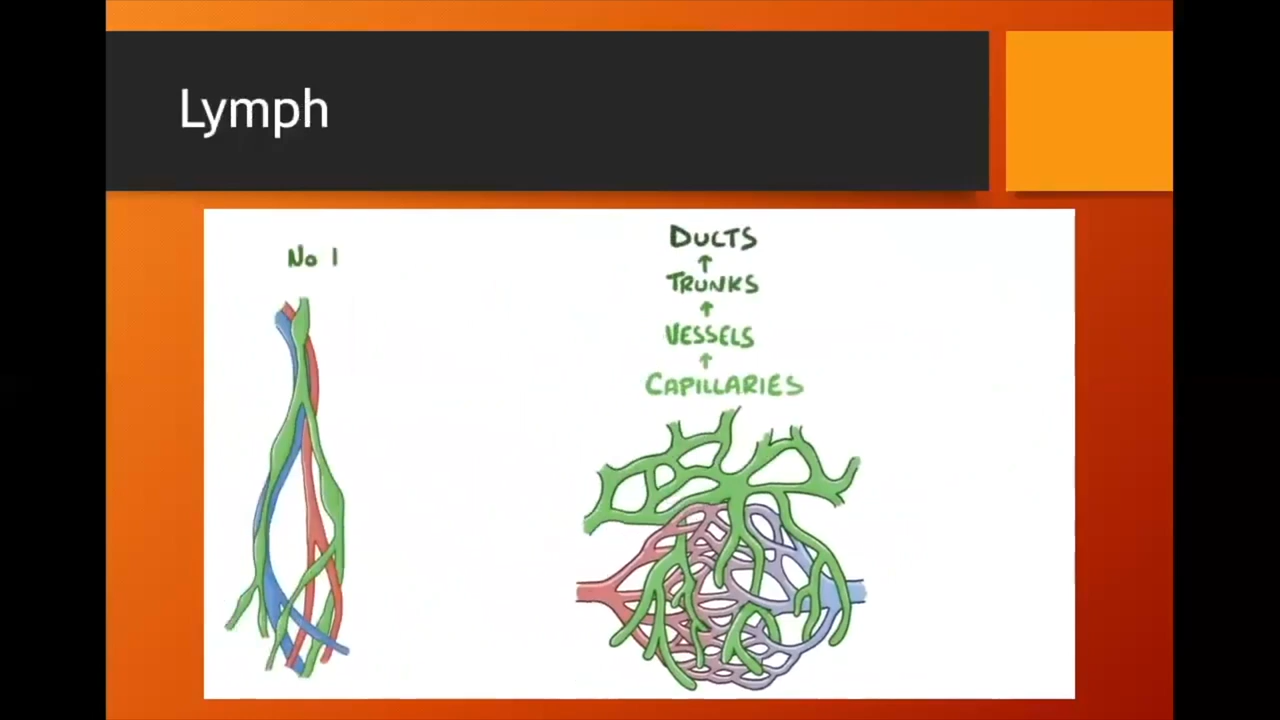 Lymph
No 1
DUCTS
↑
TRUNKS
↑
VESSELS
↑
CAPILLARIES